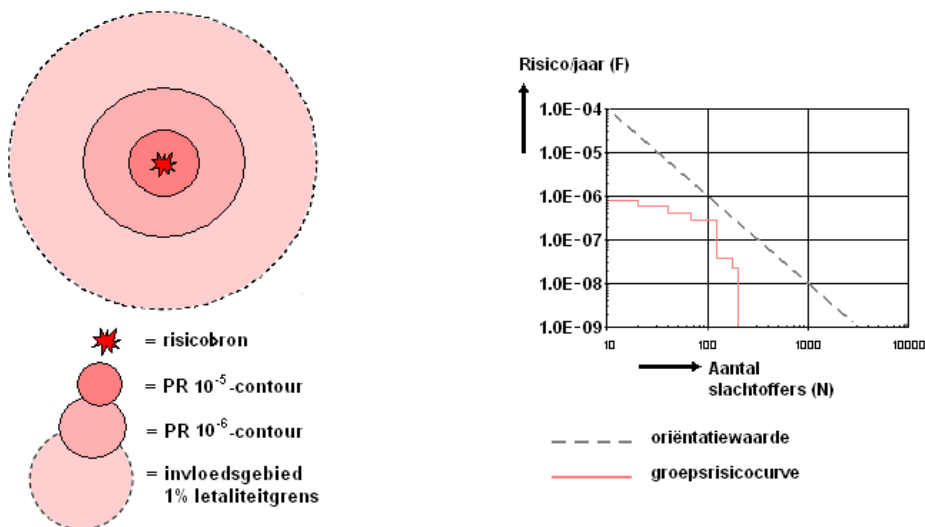 = risicobron
= PR 10⁻⁵-contour
= PR 10⁻⁶-contour
= invloedsgebied
1% letaliteitgrens
Risico/jaar (F)
1.0E-04
1.0E-05
1.0E-06
1.0E-07
1.0E-08
1.0E-09
10 100 1000 10000
Aantal
slachtoffers (N)
oriëntatiewaarde
groepsrisicocurve